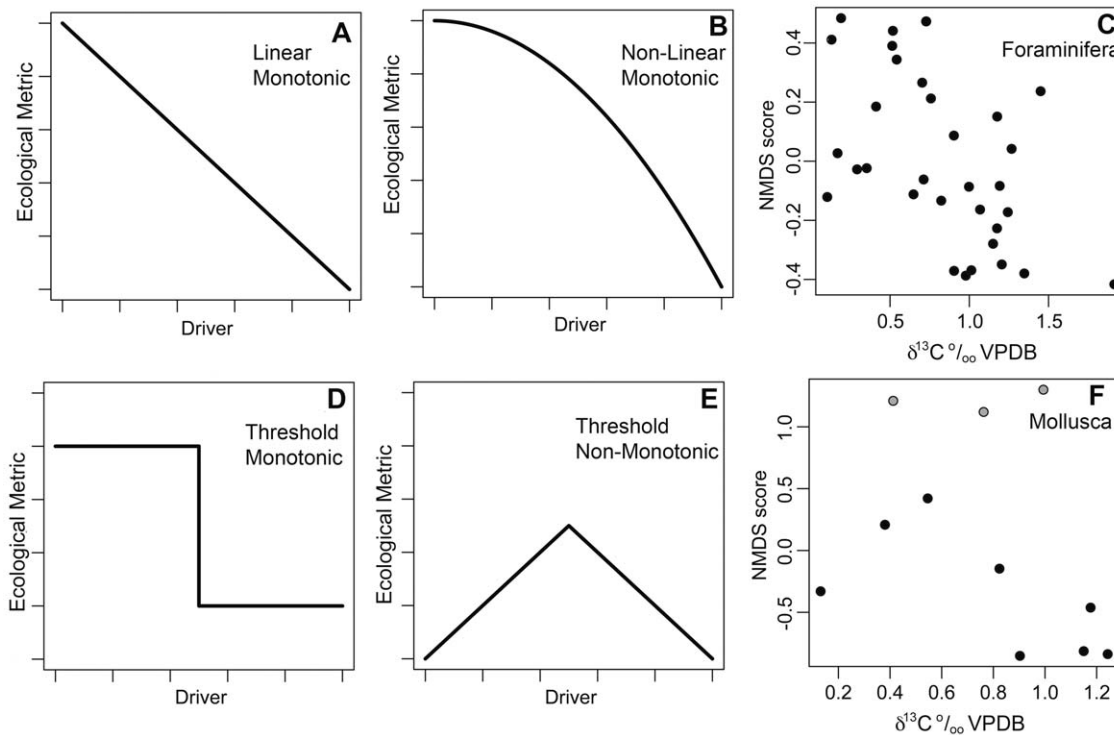 A
Linear
Monotonic
Ecological Metric
Driver
B
Non-Linear
Monotonic
Ecological Metric
Driver
C
Foraminifera
NMDS score
0.4
0.2
0.0
-0.2
-0.4
0.5 1.0 1.5
δ¹³C º/ₒₒ VPDB
D
Threshold
Monotonic
Ecological Metric
Driver
E
Threshold
Non-Monotonic
Ecological Metric
Driver
F
Mollusca
NMDS score
1.0
0.5
0.0
-0.5
0.2 0.4 0.6 0.8 1.0 1.2
δ¹³C º/ₒₒ VPDB